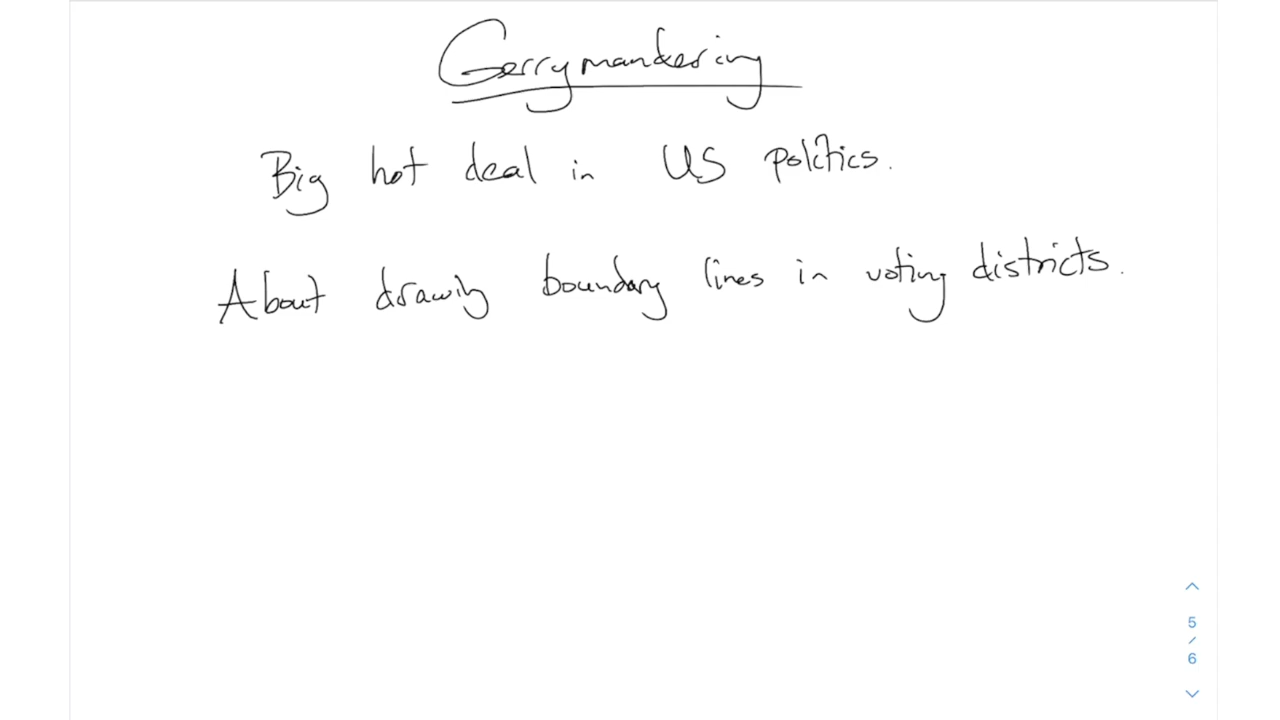 Gerrymandering
Big hot deal in US politics.
About drawing boundary lines in voting districts.
5
/
6